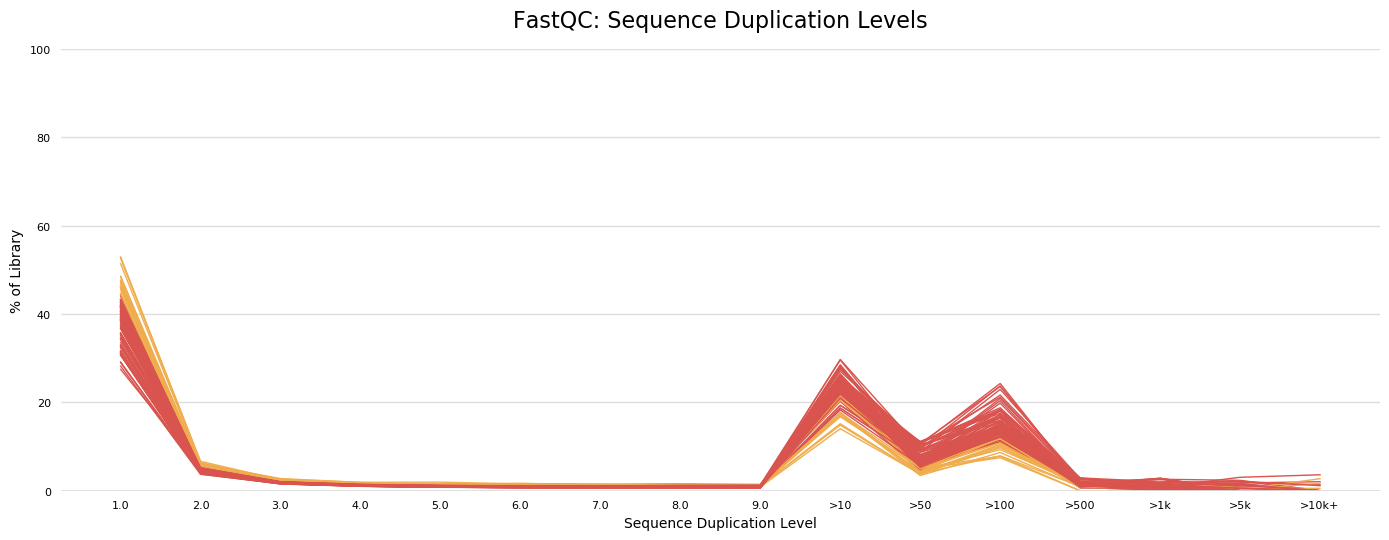 FastQC: Sequence Duplication Levels
100
80
60
40
20
0
% of Library
1.0 2.0 3.0 4.0 5.0 6.0 7.0 8.0 9.0 >10 >50 >100 >500 >1k >5k >10k+
Sequence Duplication Level